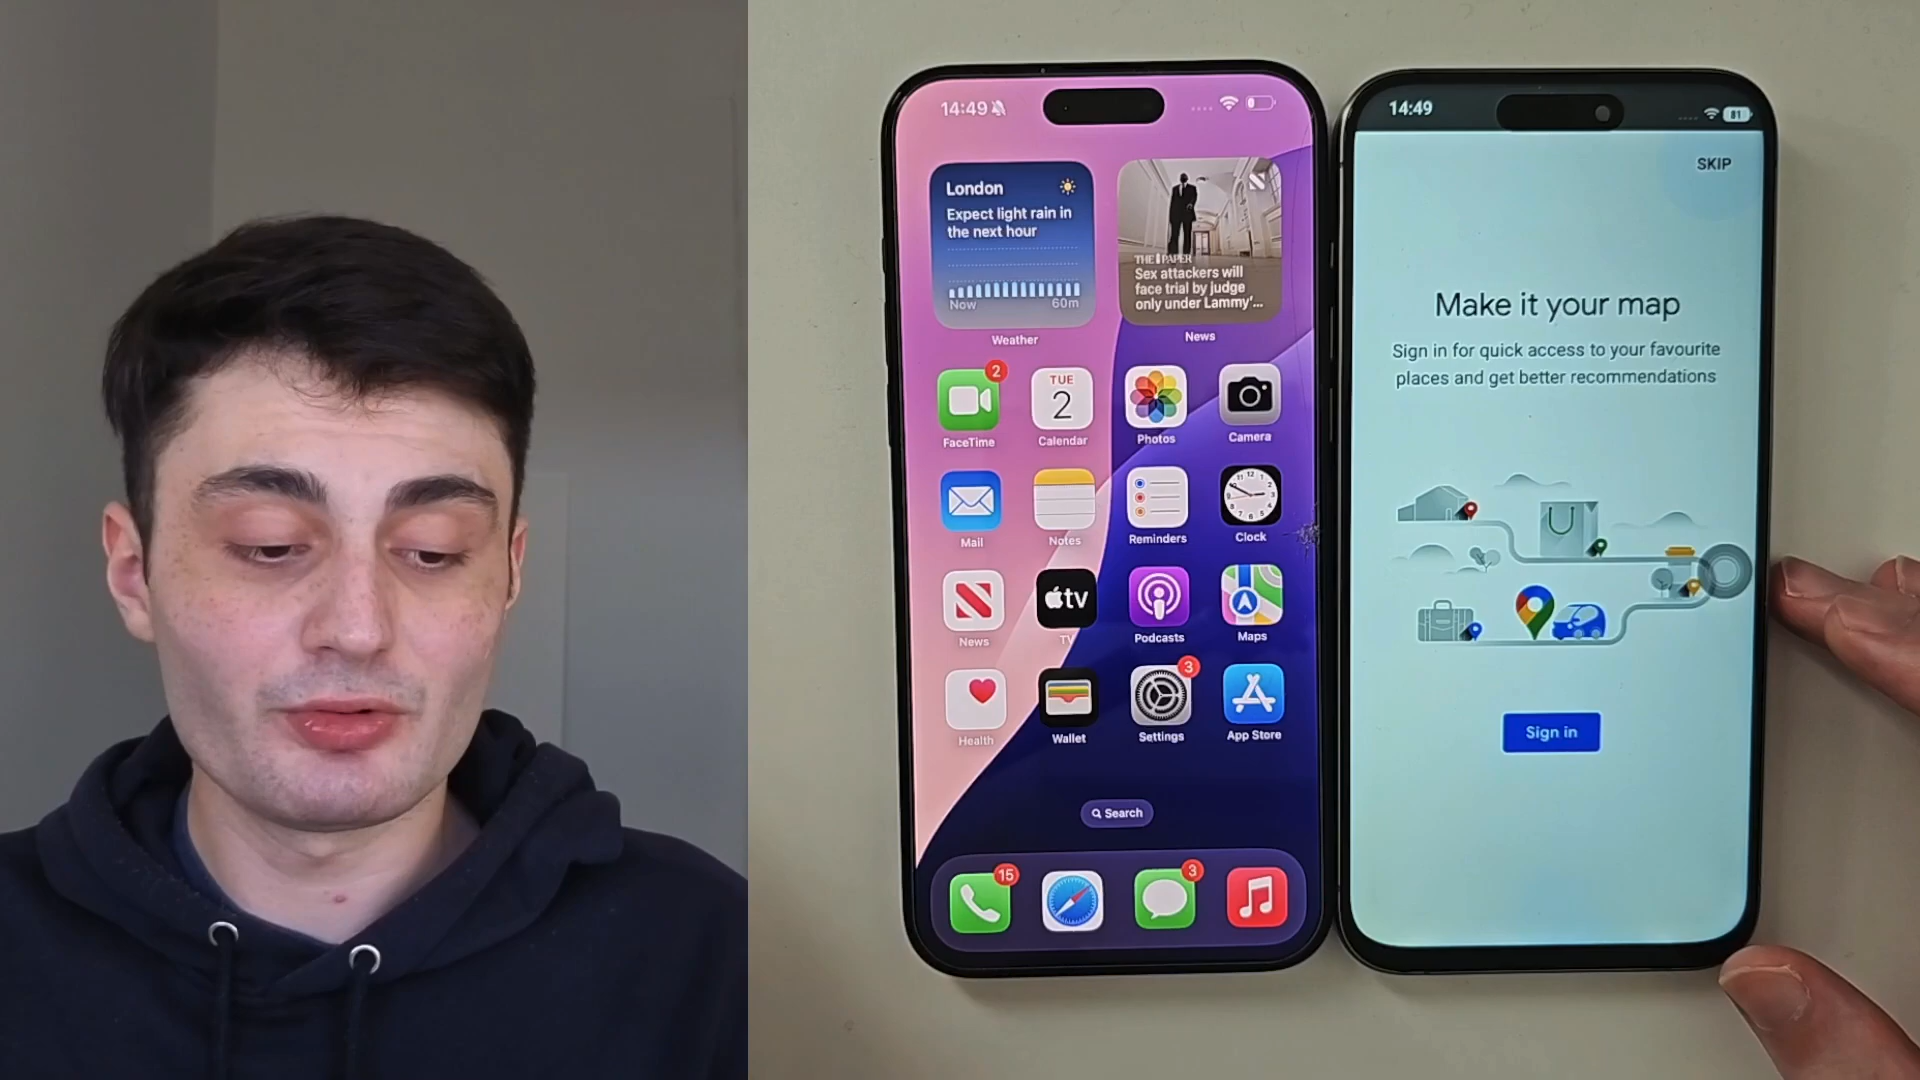 14:49
London
Expect light rain in
the next hour
Now
60m
Weather
THE i PAPER
Sex attackers will
face trial by judge
only under Lammy'...
News
2
FaceTime
TUE
2
Calendar
Photos
Camera
Mail
Notes
Reminders
Clock
News
tv
TV
Podcasts
Maps
Health
Wallet
3
Settings
App Store
Search
15
3
14:49
81
SKIP
Make it your map
Sign in for quick access to your favourite
places and get better recommendations
Sign in